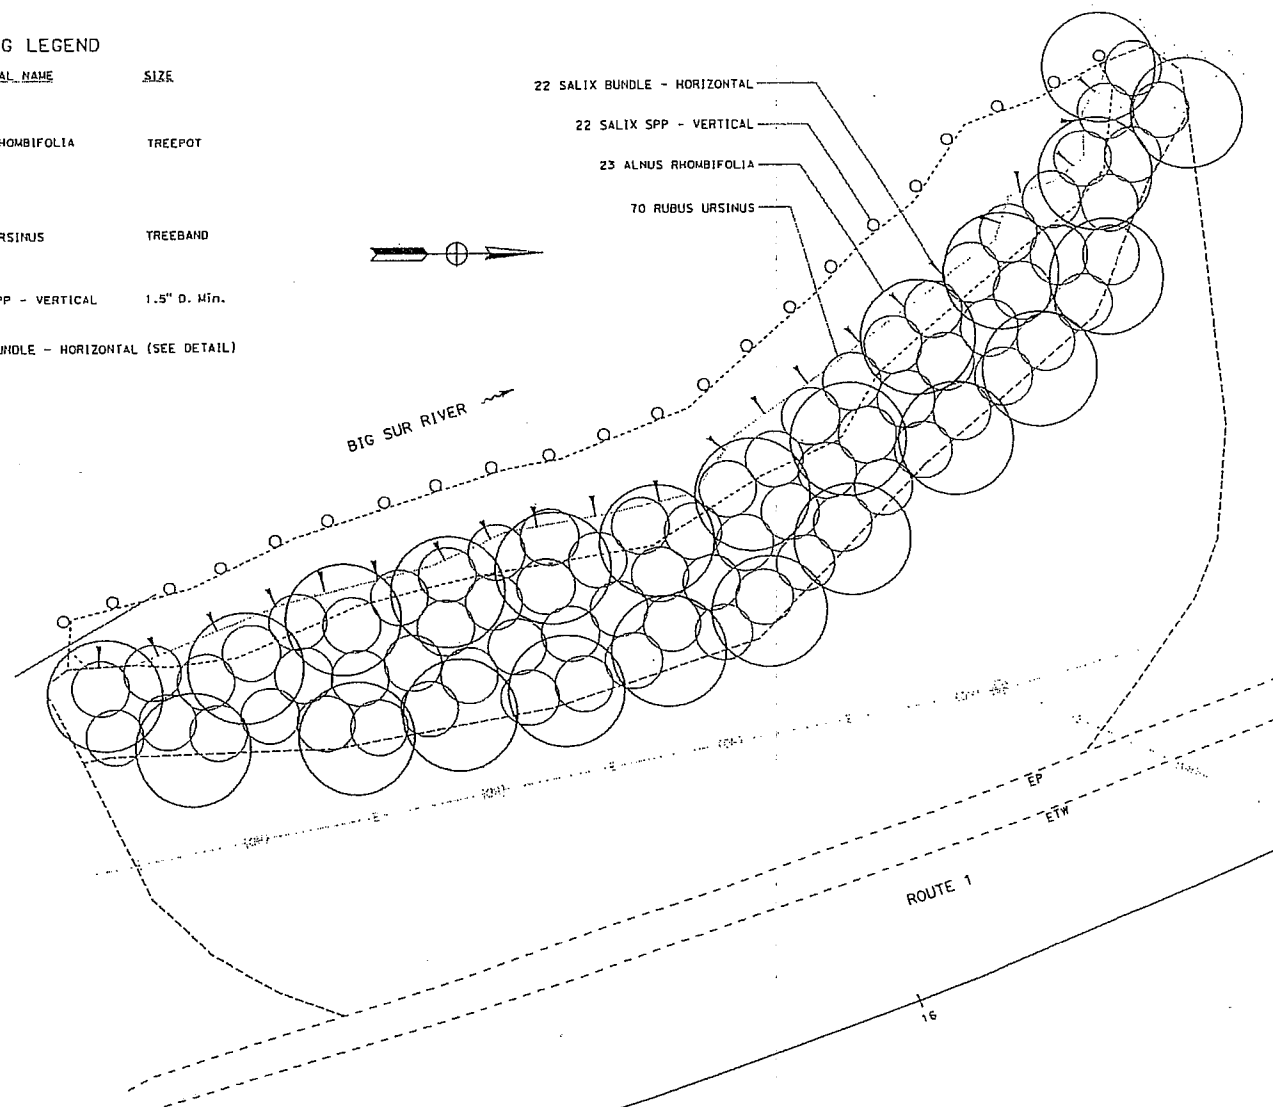 G LEGEND
AL NAME SIZE
HOMBIFOLIA TREEPOT
RSINUS TREEBAND
PP - VERTICAL 1.5" D. Min.
UNDLE - HORIZONTAL (SEE DETAIL)
22 SALIX BUNDLE - HORIZONTAL
22 SALIX SPP - VERTICAL
23 ALNUS RHOMBIFOLIA
70 RUBUS URSINUS
BIG SUR RIVER
E
E
E
EP
ETW
ROUTE 1
16